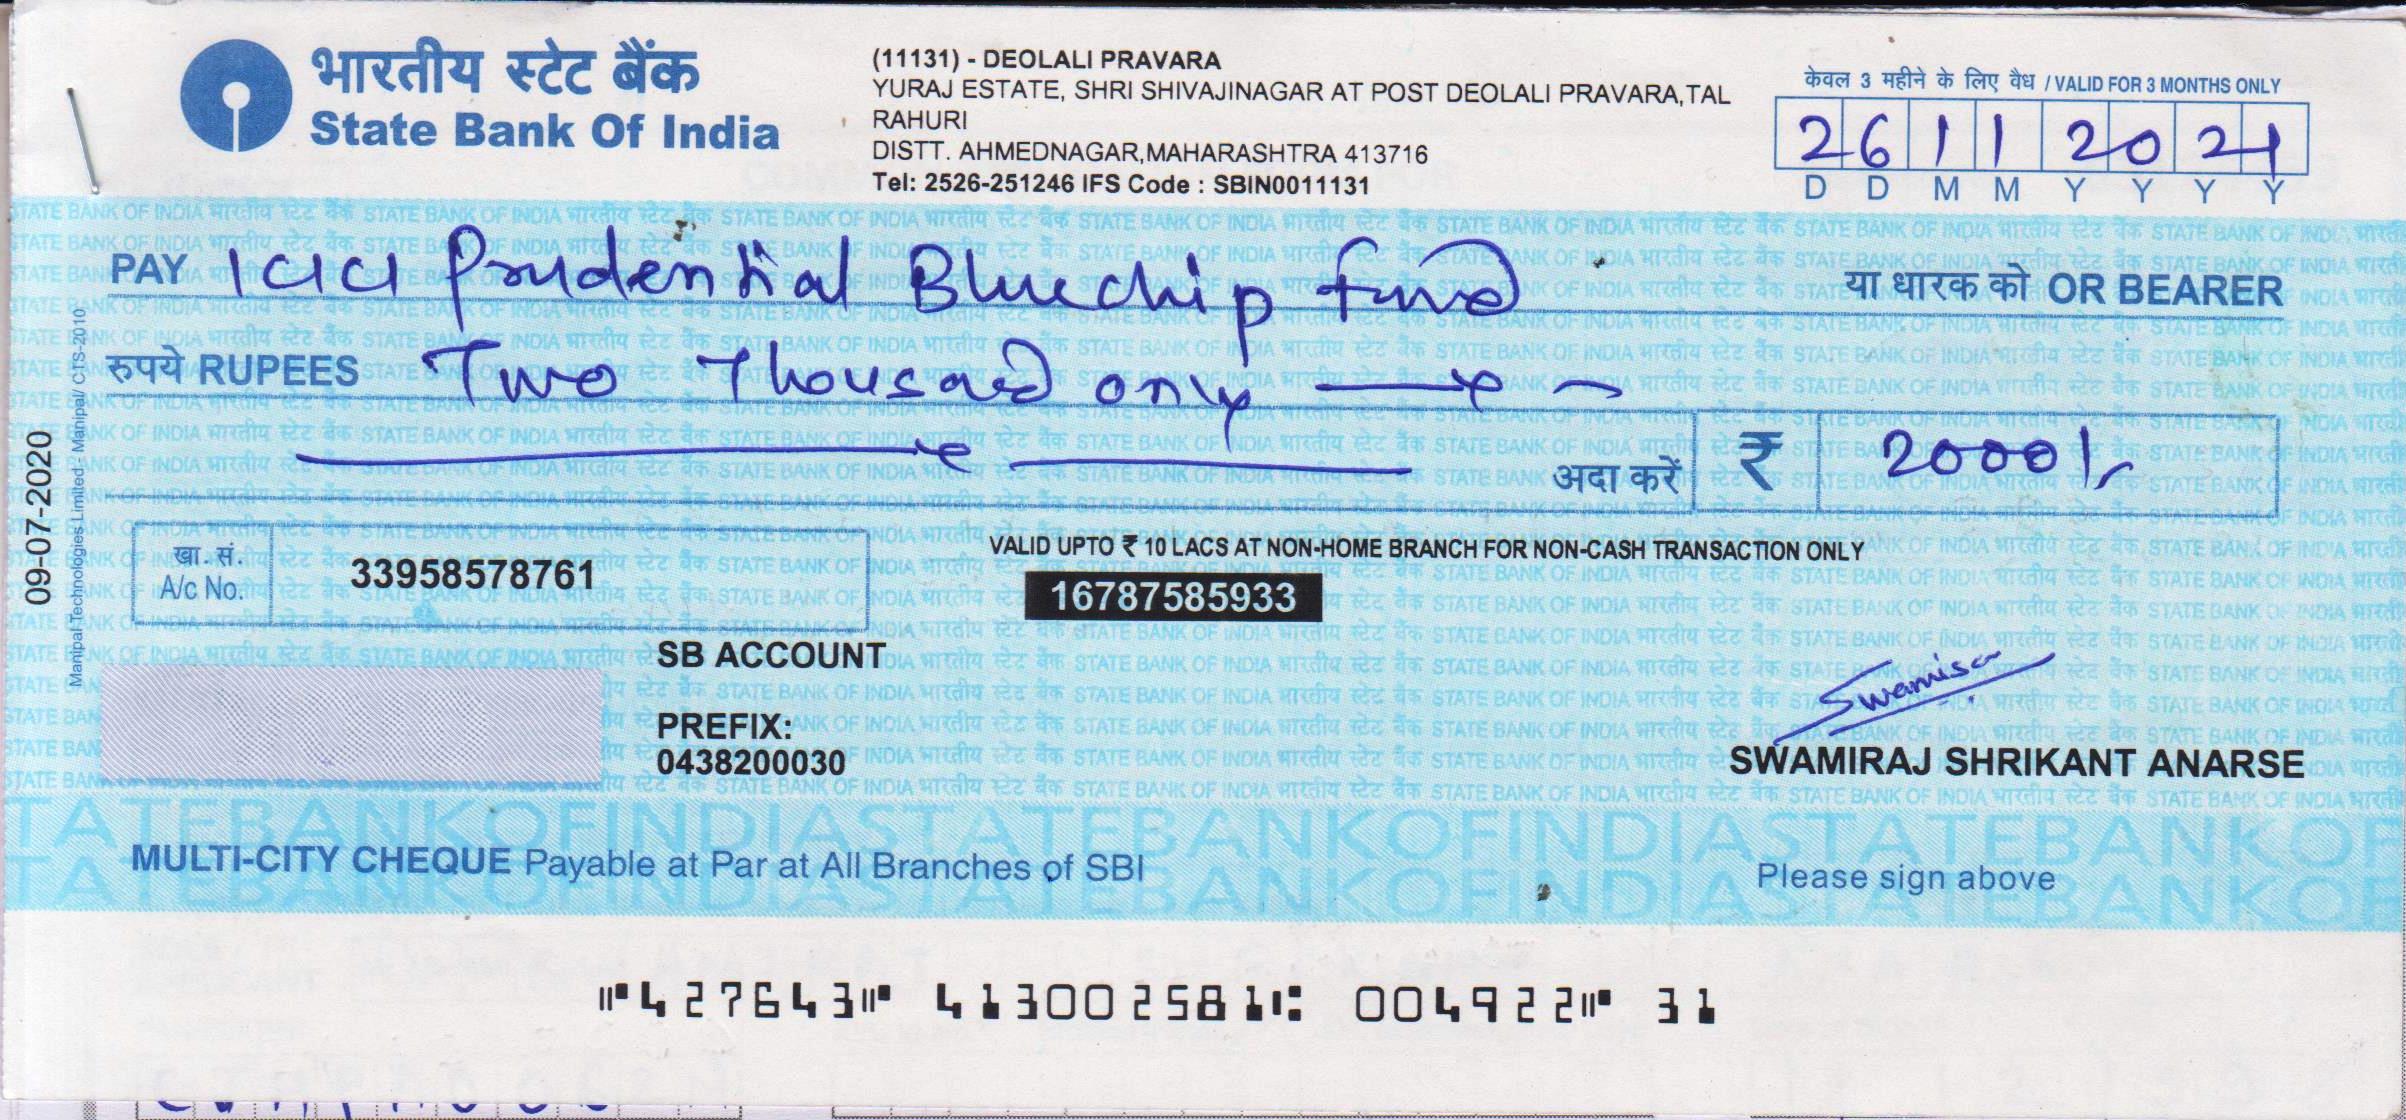 भारतीय स्टेट बैंक
State Bank Of India
(11131) - DEOLALI PRAVARA
YURAJ ESTATE, SHRI SHIVAJINAGAR AT POST DEOLALI PRAVARA,TAL
RAHURI
DISTT. AHMEDNAGAR,MAHARASHTRA 413716
Tel: 2526-251246 IFS Code : SBIN0011131
केवल 3 महीने के लिए वैध / VALID FOR 3 MONTHS ONLY
26112021
D D M M Y Y Y Y
PAY ICICI Prudential Bluechip Fund या धारक को OR BEARER
रुपये RUPEES Two Thousand only
अदा करें ₹ 2000/-
09-07-2020
Manipal Technologies Limited - Manipal/ CTS-2010
खा. सं.
A/c No. 33958578761
VALID UPTO ₹ 10 LACS AT NON-HOME BRANCH FOR NON-CASH TRANSACTION ONLY
16787585933
SB ACCOUNT
PREFIX:
0438200030
SWAMIRAJ SHRIKANT ANARSE
MULTI-CITY CHEQUE Payable at Par at All Branches of SBI
Please sign above
⑈427643⑈ 413002581⑆ 004922⑈ 31